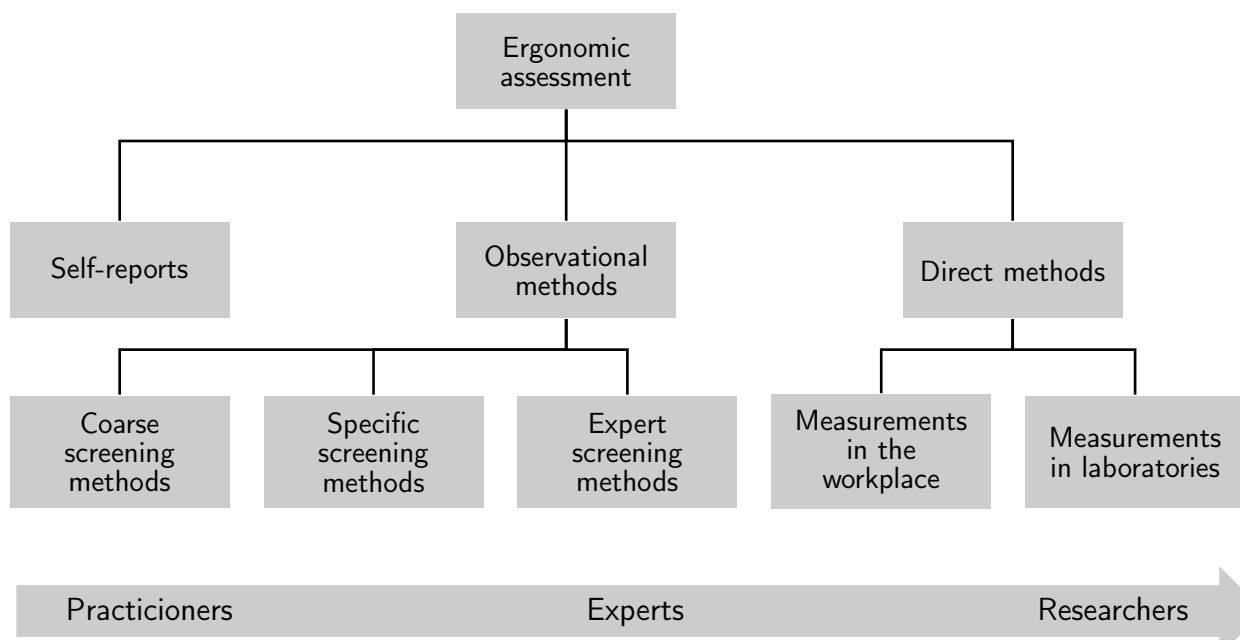 Ergonomic
assessment
Self-reports
Observational
methods
Direct methods
Coarse
screening
methods
Specific
screening
methods
Expert
screening
methods
Measurements
in the
workplace
Measurements
in laboratories
Practicioners
Experts
Researchers